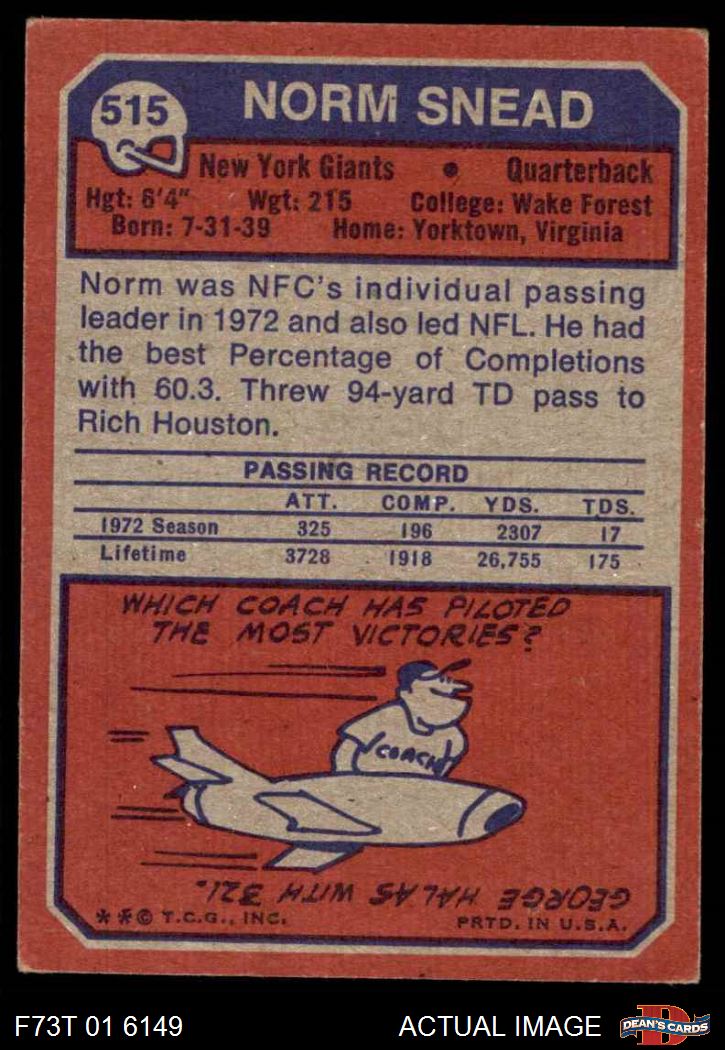 515
NORM SNEAD
New York Giants • Quarterback
Hgt: 6'4" Wgt: 215 College: Wake Forest
Born: 7-31-39 Home: Yorktown, Virginia
Norm was NFC's individual passing
leader in 1972 and also led NFL. He had
the best Percentage of Completions
with 60.3. Threw 94-yard TD pass to
Rich Houston.
PASSING RECORD
ATT. COMP. YDS. TDS.
1972 Season 325 196 2307 17
Lifetime 3728 1918 26,755 175
WHICH COACH HAS PILOTED
THE MOST VICTORIES?
COACH
GEORGE HALAS WITH 321.
**© T.C.G., INC. PRTD. IN U.S.A.
F73T 01 6149 ACTUAL IMAGE
D
DEAN'S CARDS